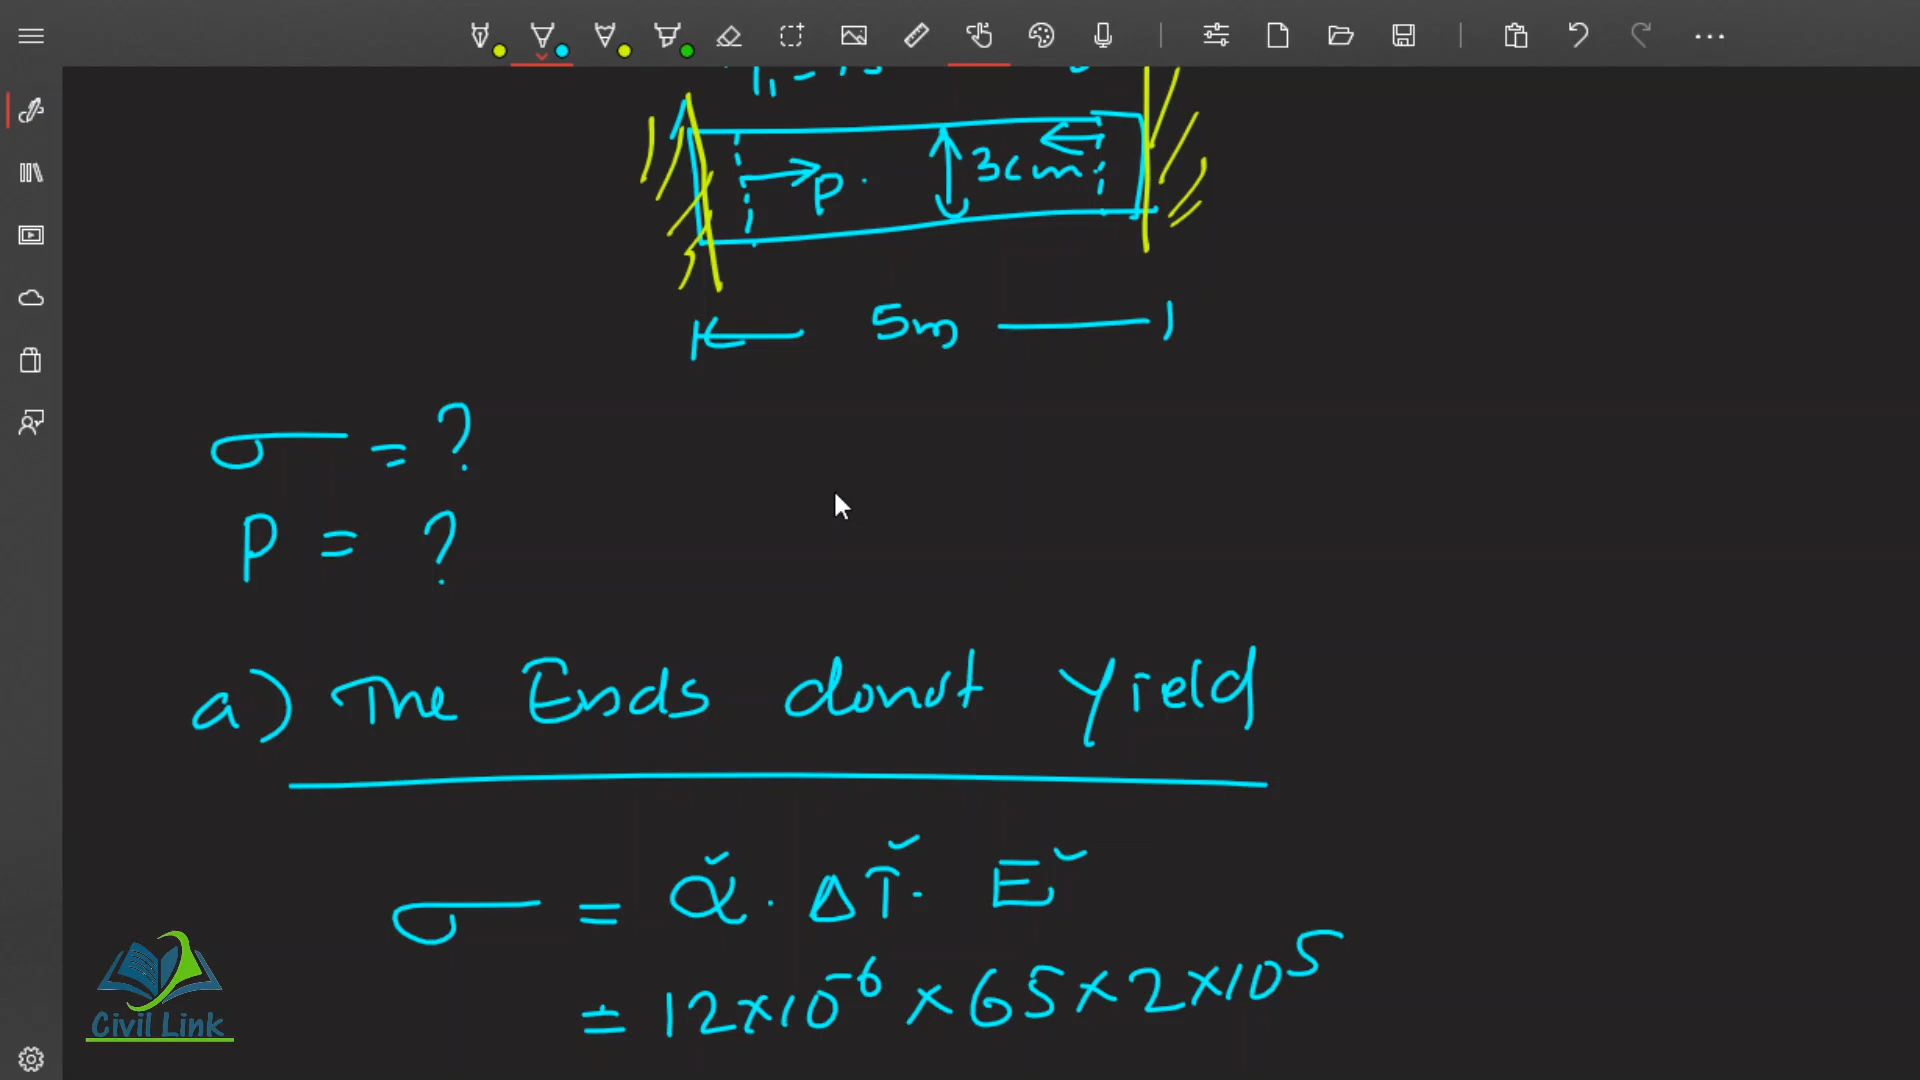 P
3cm
5m
σ = ?
P = ?
a) The Ends donot Yield
σ = α · ΔT · E
= 12×10⁻⁶ × 65 × 2×10⁵
Civil Link